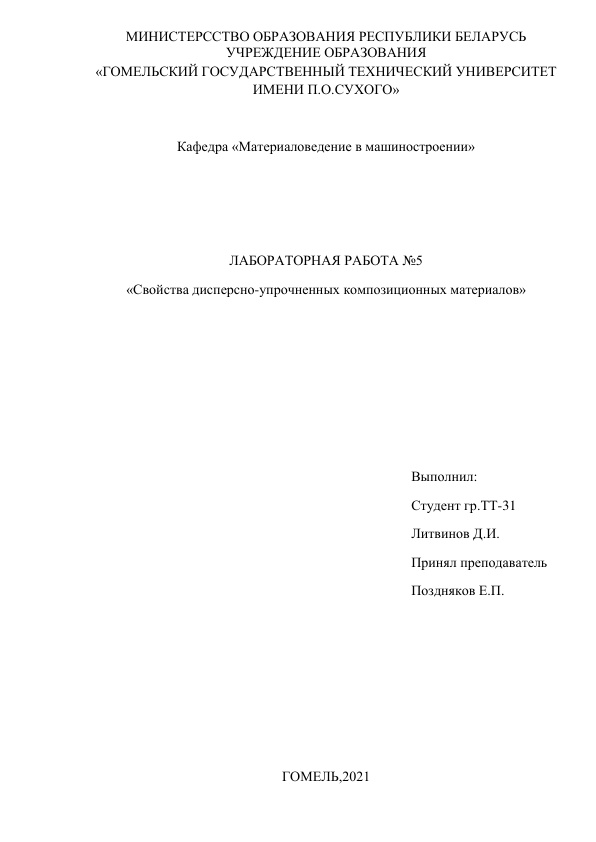 МИНИСТЕРССТВО ОБРАЗОВАНИЯ РЕСПУБЛИКИ БЕЛАРУСЬ
УЧРЕЖДЕНИЕ ОБРАЗОВАНИЯ
«ГОМЕЛЬСКИЙ ГОСУДАРСТВЕННЫЙ ТЕХНИЧЕСКИЙ УНИВЕРСИТЕТ
ИМЕНИ П.О.СУХОГО»
Кафедра «Материаловедение в машиностроении»
ЛАБОРАТОРНАЯ РАБОТА №5
«Свойства дисперсно-упрочненных композиционных материалов»
Выполнил:
Студент гр.ТТ-31
Литвинов Д.И.
Принял преподаватель
Поздняков Е.П.
ГОМЕЛЬ,2021